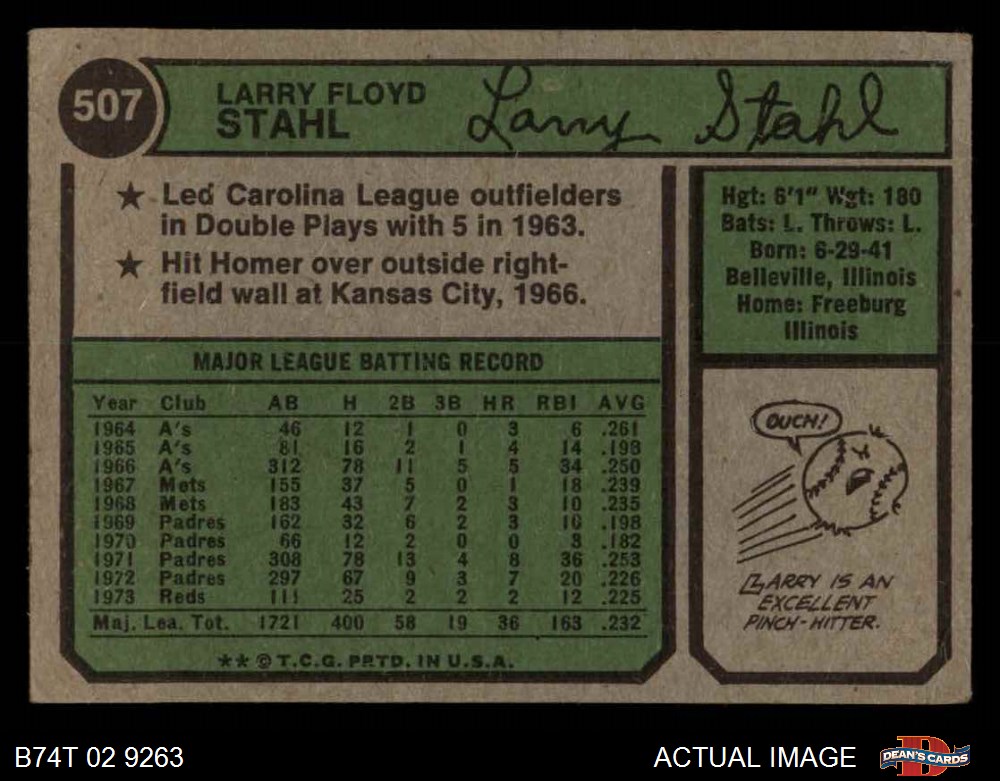 507
LARRY FLOYD
STAHL
Larry Stahl
★ Led Carolina League outfielders
in Double Plays with 5 in 1963.
★ Hit Homer over outside right-
field wall at Kansas City, 1966.
Hgt: 6'1" Wgt: 180
Bats: L. Throws: L.
Born: 6-29-41
Belleville, Illinois
Home: Freeburg
Illinois
MAJOR LEAGUE BATTING RECORD
Year Club AB H 2B 3B HR RBI AVG
1964 A's 46 12 1 0 3 6 .261
1965 A's 81 16 2 1 4 14 .198
1966 A's 312 78 11 5 5 34 .250
1967 Mets 155 37 5 0 1 18 .239
1968 Mets 183 43 7 2 3 10 .235
1969 Padres 162 32 6 2 3 10 .198
1970 Padres 66 12 2 0 0 3 .182
1971 Padres 308 78 13 4 8 36 .253
1972 Padres 297 67 9 3 7 20 .226
1973 Reds 111 25 2 2 2 12 .225
Maj. Lea. Tot. 1721 400 58 19 36 163 .232
★★ © T.C.G. PRTD. IN U.S.A.
OUCH!
LARRY IS AN
EXCELLENT
PINCH-HITTER.
B74T 02 9263
ACTUAL IMAGE
DEAN'S CARDS